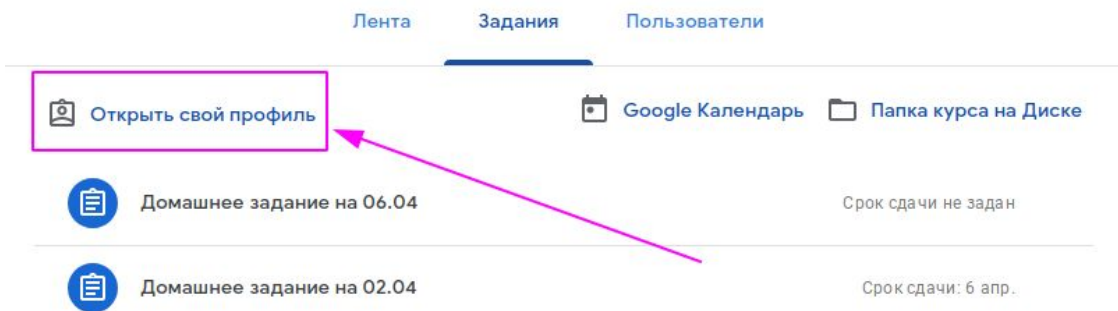 Лента Задания Пользователи
Открыть свой профиль Google Календарь Папка курса на Диске
Домашнее задание на 06.04 Срок сдачи не задан
Домашнее задание на 02.04 Срок сдачи: 6 апр.